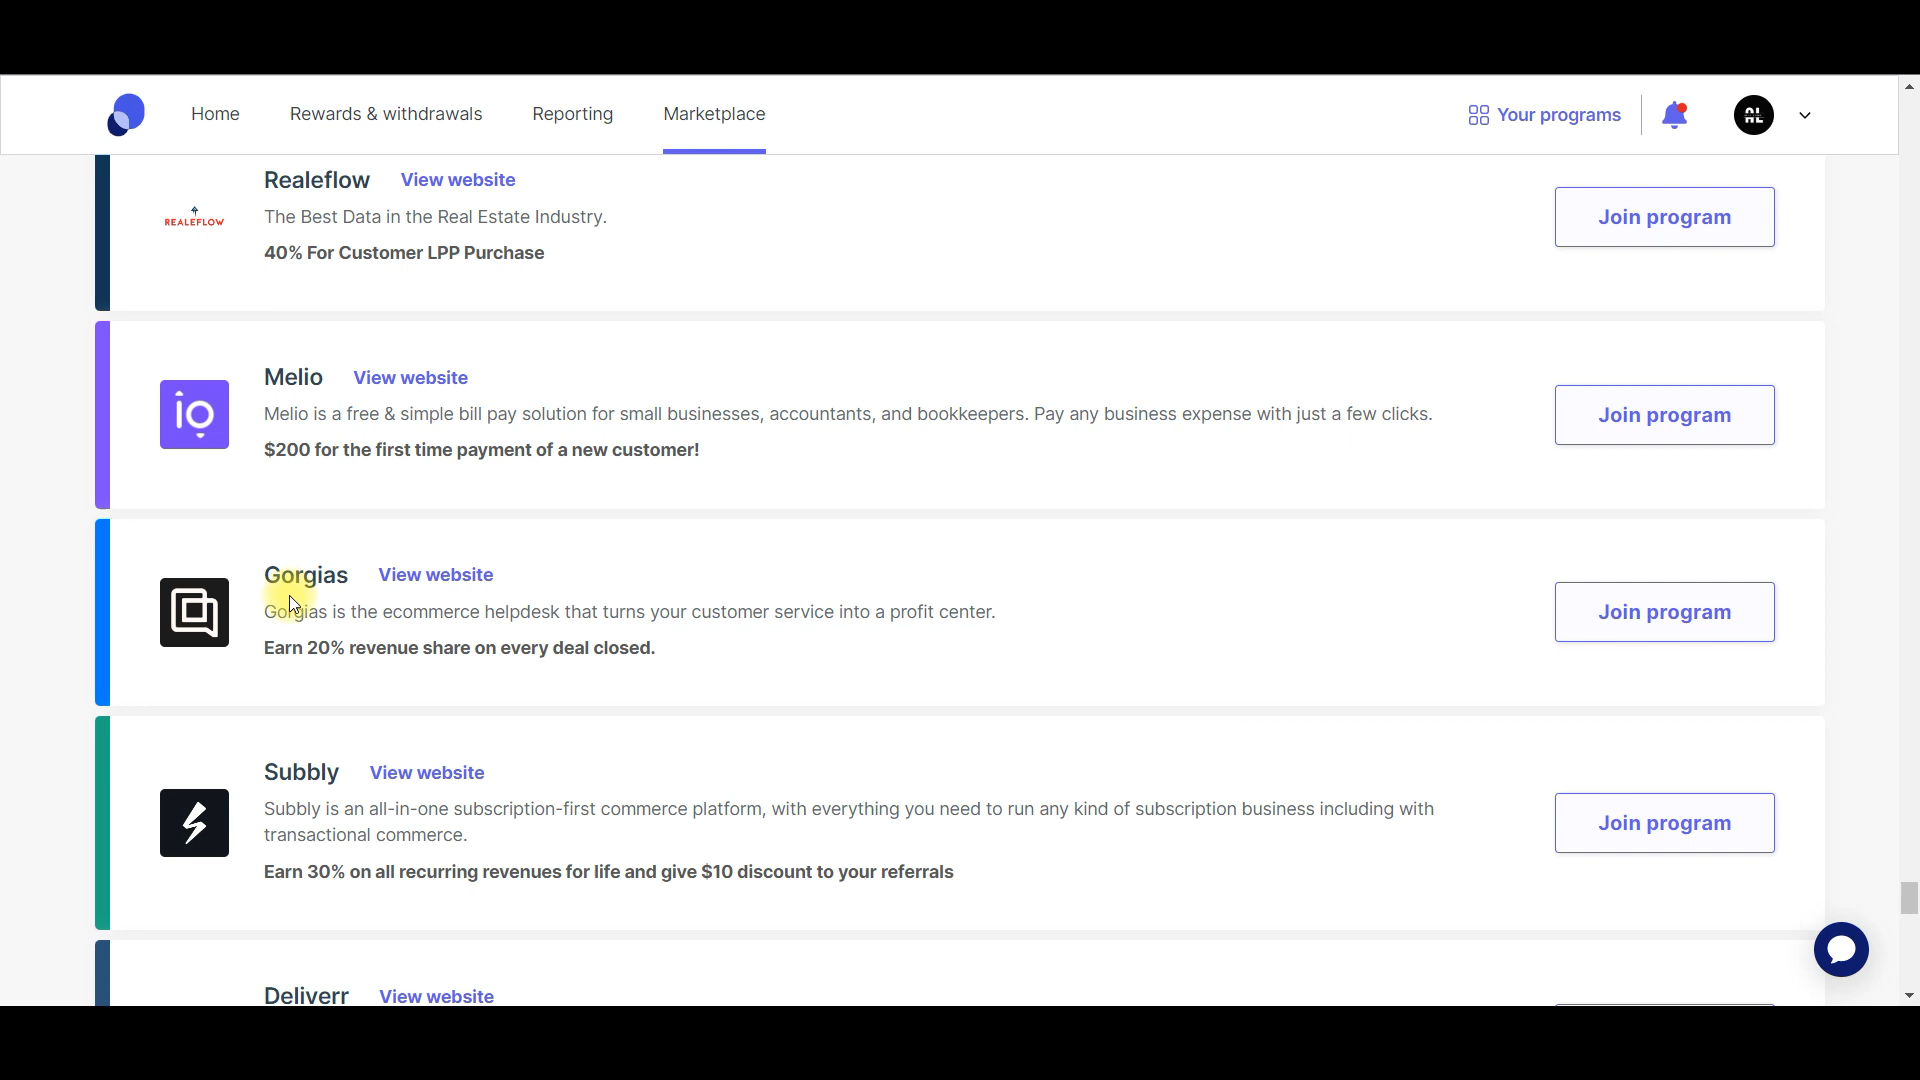 Home Rewards & withdrawals Reporting Marketplace Your programs AL
Realeflow View website
REALEFLOW
The Best Data in the Real Estate Industry.
40% For Customer LPP Purchase
Join program
Melio View website
io
Melio is a free & simple bill pay solution for small businesses, accountants, and bookkeepers. Pay any business expense with just a few clicks.
$200 for the first time payment of a new customer!
Join program
Gorgias View website
Gorgias is the ecommerce helpdesk that turns your customer service into a profit center.
Earn 20% revenue share on every deal closed.
Join program
Subbly View website
Subbly is an all-in-one subscription-first commerce platform, with everything you need to run any kind of subscription business including with
transactional commerce.
Earn 30% on all recurring revenues for life and give $10 discount to your referrals
Join program
Deliverr View website